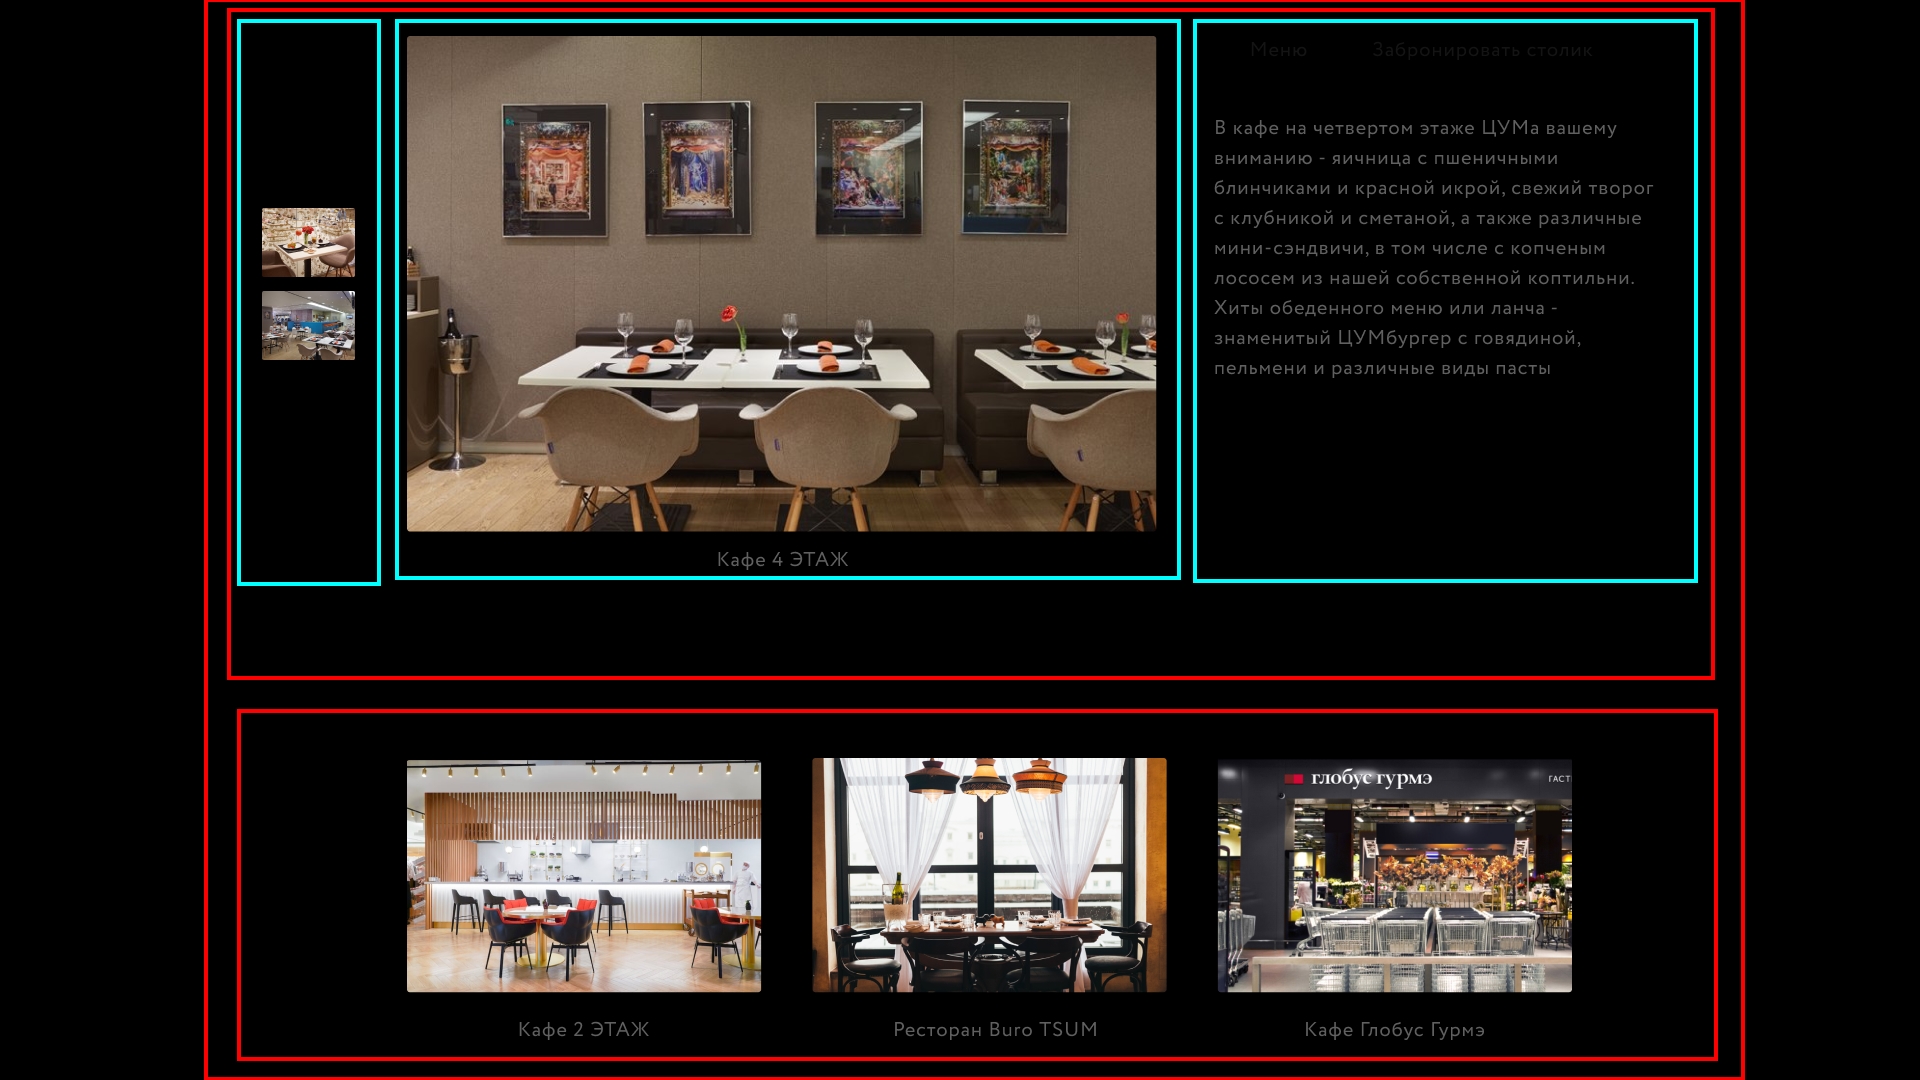 Меню
Забронировать столик
В кафе на четвертом этаже ЦУМа вашему
вниманию - яичница с пшеничными
блинчиками и красной икрой, свежий творог
с клубникой и сметаной, а также различные
мини-сэндвичи, в том числе с копченым
лососем из нашей собственной коптильни.
Хиты обеденного меню или ланча -
знаменитый ЦУМбургер с говядиной,
пельмени и различные виды пасты
Кафе 4 ЭТАЖ
глобус гурмэ
ГАСТ
Кафе 2 ЭТАЖ
Ресторан Buro TSUM
Кафе Глобус Гурмэ